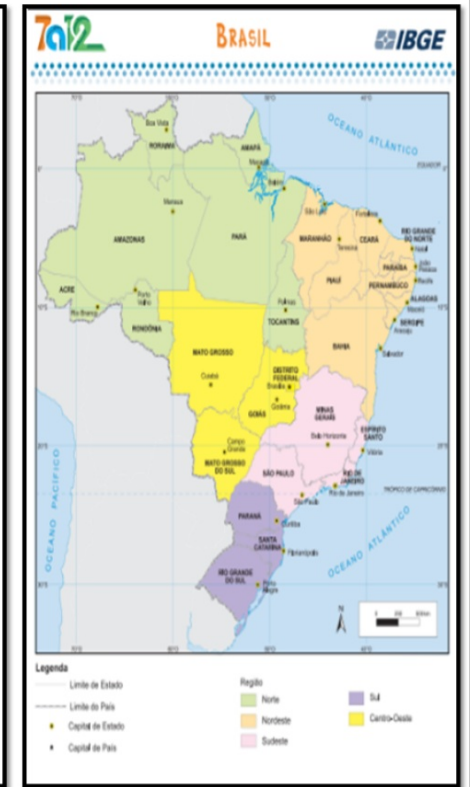 7a12
BRASIL
IBGE
OCEANO ATLÂNTICO
EQUADOR
Boa Vista
RORAIMA
AMAPÁ
Macapá
Belém
Manaus
AMAZONAS
PARÁ
São Luís
MARANHÃO
Teresina
Fortaleza
CEARÁ
RIO GRANDE
DO NORTE
Natal
PARAÍBA
João
Pessoa
PERNAMBUCO
Recife
PIAUÍ
ALAGOAS
Maceió
SERGIPE
Aracaju
ACRE
Rio Branco
Porto
Velho
RONDÔNIA
Palmas
TOCANTINS
BAHIA
Salvador
MATO GROSSO
Cuiabá
DISTRITO
FEDERAL
Brasília
GOIÁS
Goiânia
MINAS
GERAIS
Belo Horizonte
ESPÍRITO
SANTO
Vitória
Campo
Grande
MATO GROSSO
DO SUL
SÃO PAULO
São Paulo
RIO DE
JANEIRO
Rio de Janeiro
TRÓPICO DE CAPRICÓRNIO
PARANÁ
Curitiba
SANTA
CATARINA
Florianópolis
RIO GRANDE
DO SUL
Porto
Alegre
OCEANO PACÍFICO
OCEANO ATLÂNTICO
N
Legenda
Limite de Estado
Limite do País
Capital de Estado
Capital de País
Região
Norte
Nordeste
Sudeste
Sul
Centro-Oeste